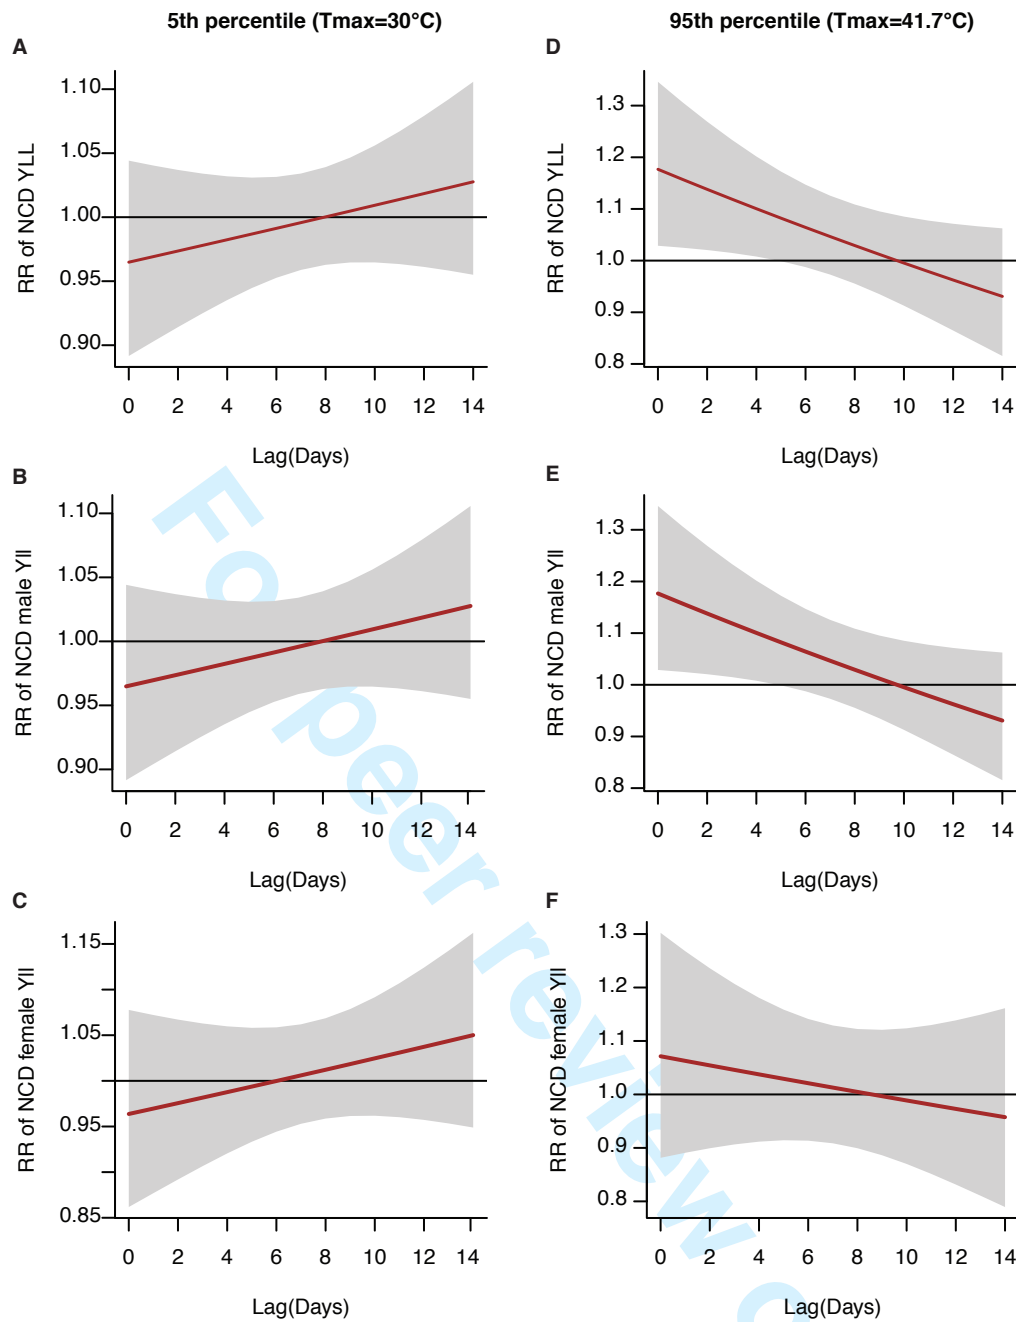 5th percentile (Tmax=30°C)
95th percentile (Tmax=41.7°C)
A
RR of NCD YLL
1.10
1.05
1.00
0.95
0.90
0 2 4 6 8 10 12 14
Lag(Days)
D
RR of NCD YLL
1.3
1.2
1.1
1.0
0.9
0.8
0 2 4 6 8 10 12 14
Lag(Days)
B
RR of NCD male Yll
1.10
1.05
1.00
0.95
0.90
0 2 4 6 8 10 12 14
Lag(Days)
E
RR of NCD male Yll
1.3
1.2
1.1
1.0
0.9
0.8
0 2 4 6 8 10 12 14
Lag(Days)
C
RR of NCD female Yll
1.15
1.05
0.95
0.85
0 2 4 6 8 10 12 14
Lag(Days)
F
RR of NCD female Yll
1.3
1.2
1.1
1.0
0.9
0.8
0 2 4 6 8 10 12 14
Lag(Days)
For peer review